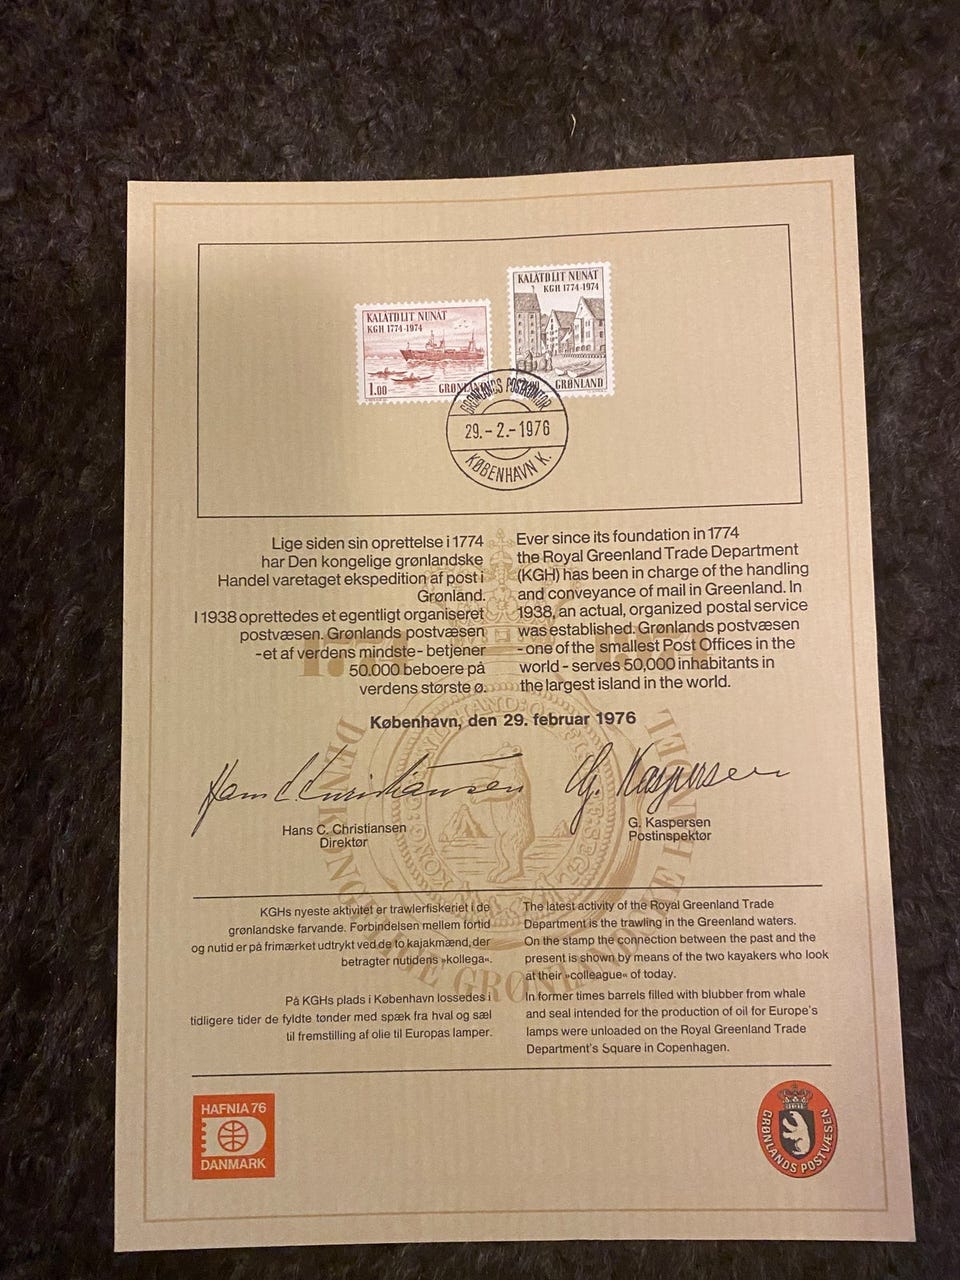 KALÂTDLIT NUNÂT
KGH 1774-1974
1.00
GRØNLAND
KALÂTDLIT NUNÂT
KGH 1774-1974
GRØNLAND
GRØNLANDS POSTKONTOR
29.-2.-1976
KØBENHAVN K.
Lige siden sin oprettelse i 1774
har Den kongelige grønlandske
Handel varetaget ekspedition af post i
Grønland.
I 1938 oprettedes et egentligt organiseret
postvæsen. Grønlands postvæsen
-et af verdens mindste- betjener
50.000 beboere på
verdens største ø.
Ever since its foundation in 1774
the Royal Greenland Trade Department
(KGH) has been in charge of the handling
and conveyance of mail in Greenland. In
1938, an actual, organized postal service
was established. Grønlands postvæsen
- one of the smallest Post Offices in the
world - serves 50,000 inhabitants in
the largest island in the world.
København, den 29. februar 1976
Hans C. Christiansen
G. Kaspersen
Hans C. Christiansen
Direktør
G. Kaspersen
Postinspektør
KGHs nyeste aktivitet er trawlerfiskeriet i de
grønlandske farvande. Forbindelsen mellem fortid
og nutid er på frimærket udtrykt ved de to kajakmænd, der
betragter nutidens »kollega«.
På KGHs plads i København lossedes i
tidligere tider de fyldte tønder med spæk fra hval og sæl
til fremstilling af olie til Europas lamper.
The latest activity of the Royal Greenland Trade
Department is the trawling in the Greenland waters.
On the stamp the connection between the past and the
present is shown by means of the two kayakers who look
at their »colleague« of today.
In former times barrels filled with blubber from whale
and seal intended for the production of oil for Europe's
lamps were unloaded on the Royal Greenland Trade
Department's Square in Copenhagen.
HAFNIA 76
DANMARK
GRØNLANDS POSTVÆSEN